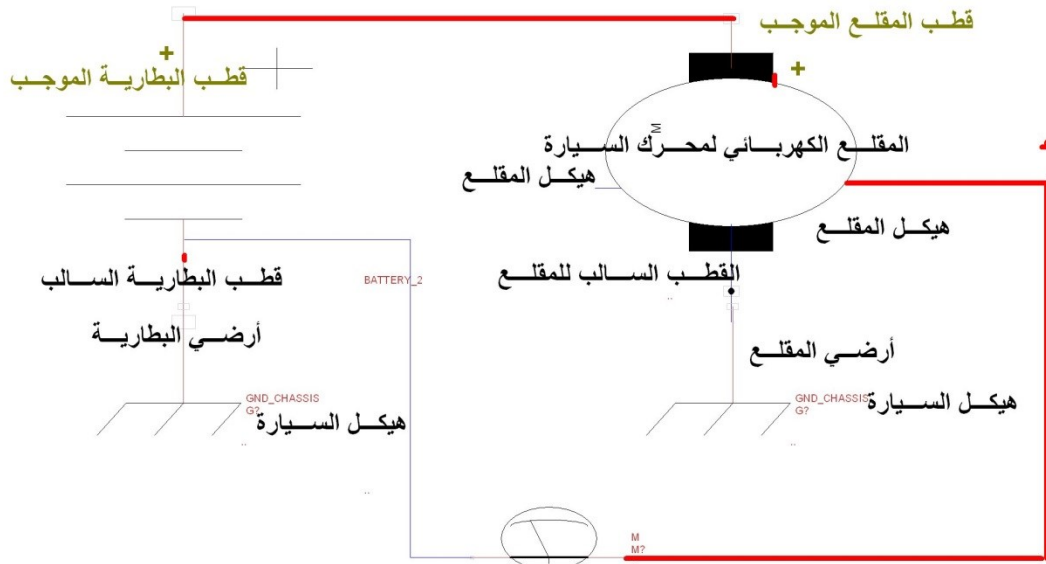 قطب المقلع الموجب
+
+
قطب البطارية الموجب
M
المقلع الكهربائي لمحرك السيارة
هيكل المقلع
هيكل المقلع
قطب البطارية السالب
BATTERY_2
القطب السالب للمقلع
أرضي البطارية
أرضي المقلع
GND_CHASSIS
G?
هيكل السيارة
GND_CHASSIS
G?
هيكل السيارة
M
M?